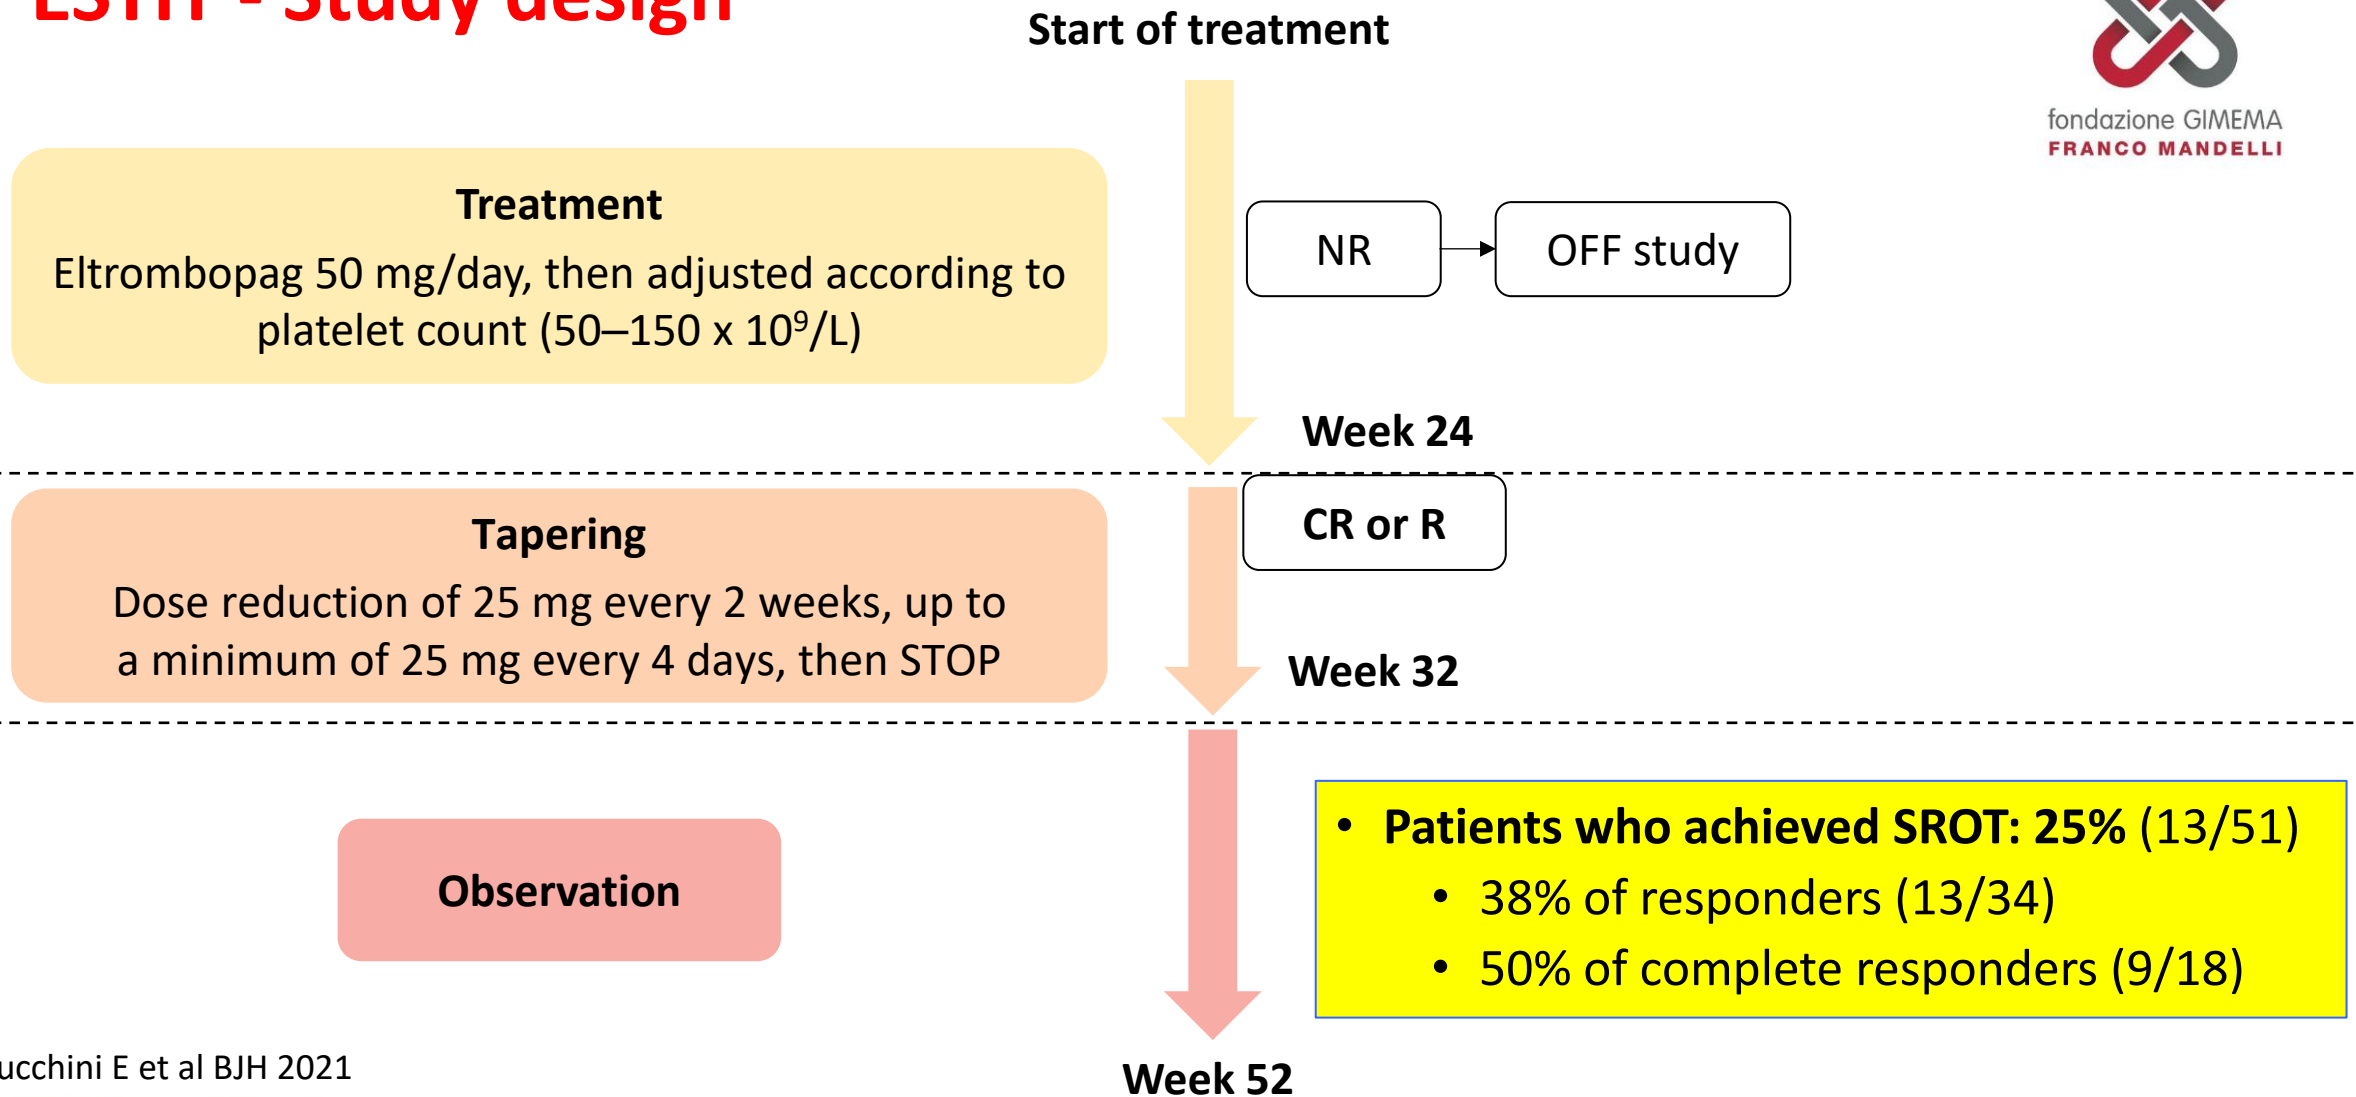 - Study design
Start of treatment
fondazione GIMEMA
FRANCO MANDELLI
Treatment
Eltrombopag 50 mg/day, then adjusted according to
platelet count (50–150 x 10⁹/L)
NR
OFF study
Week 24
Tapering
Dose reduction of 25 mg every 2 weeks, up to
a minimum of 25 mg every 4 days, then STOP
CR or R
Week 32
Observation
• Patients who achieved SROT: 25% (13/51)
• 38% of responders (13/34)
• 50% of complete responders (9/18)
ucchini E et al BJH 2021
Week 52